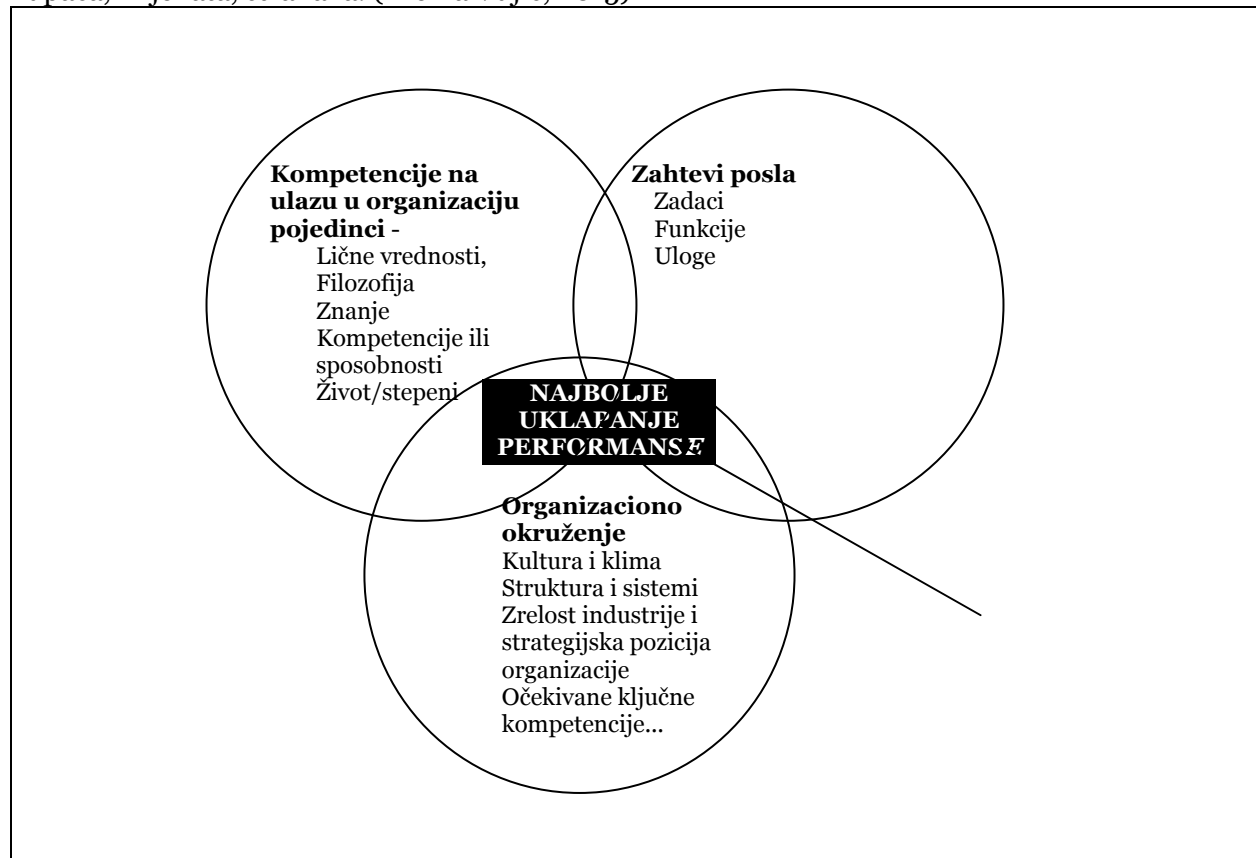 Kompetencije na
ulazu u organizaciju
pojedinci -
Lične vrednosti,
Filozofija
Znanje
Kompetencije ili
sposobnosti
Život/stepeni
Zahtevi posla
Zadaci
Funkcije
Uloge
NAJBOLJE
UKLAPANJE
PERFORMANSE
Organizaciono
okruženje
Kultura i klima
Struktura i sistemi
Zrelost industrije i
strategijska pozicija
organizacije
Očekivane ključne
kompetencije...